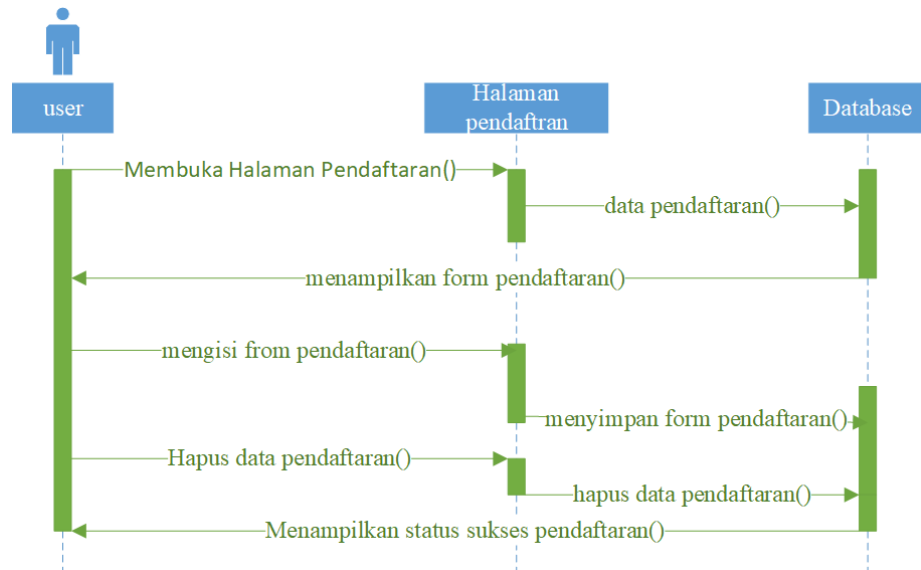 user
Halaman
pendaftran
Database
Membuka Halaman Pendaftaran()
data pendaftaran()
menampilkan form pendaftaran()
mengisi from pendaftaran()
menyimpan form pendaftaran()
Hapus data pendaftaran()
hapus data pendaftaran()
Menampilkan status sukses pendaftaran()